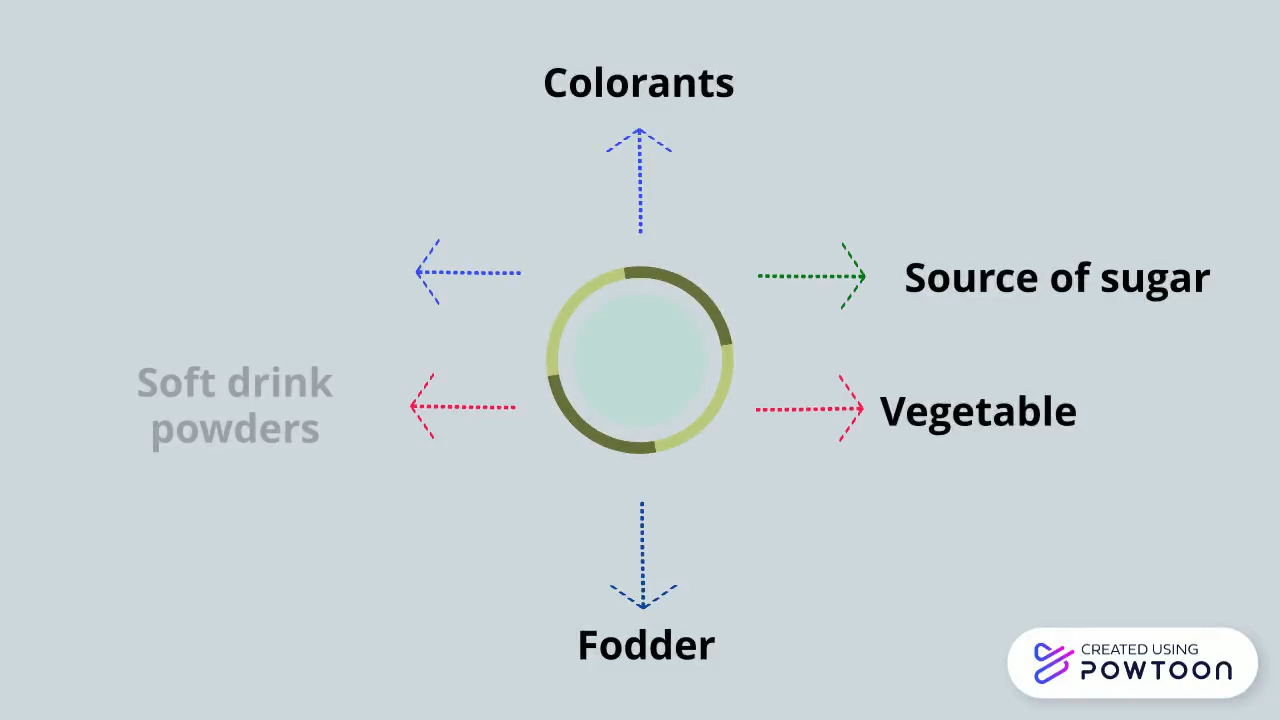 Colorants
Source of sugar
Soft drink
powders
Vegetable
Fodder
CREATED USING
POWTOON